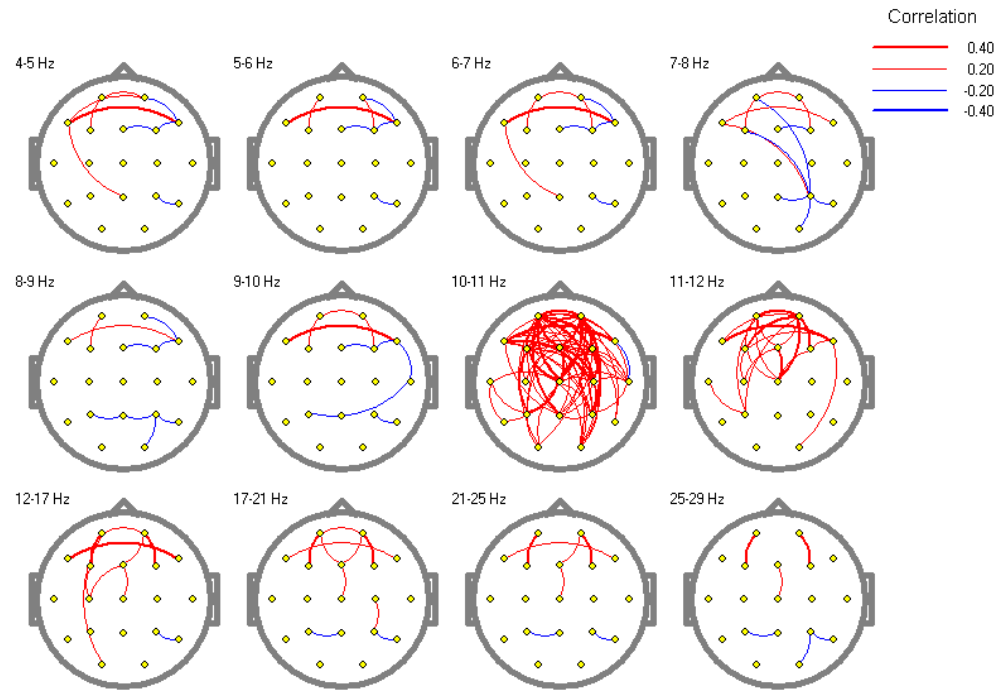 Correlation
0.40
0.20
-0.20
-0.40
4-5 Hz
5-6 Hz
6-7 Hz
7-8 Hz
8-9 Hz
9-10 Hz
10-11 Hz
11-12 Hz
12-17 Hz
17-21 Hz
21-25 Hz
25-29 Hz